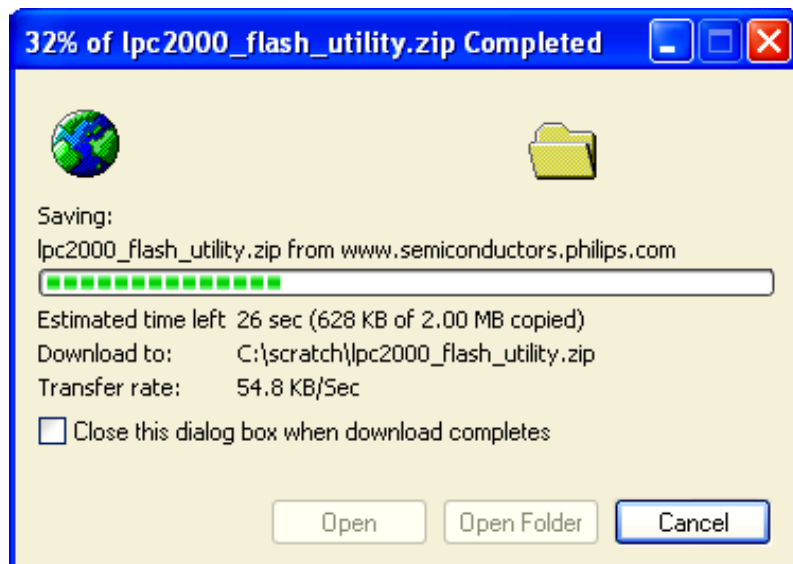 32% of lpc2000_flash_utility.zip Completed
Saving:
lpc2000_flash_utility.zip from www.semiconductors.philips.com
Estimated time left 26 sec (628 KB of 2.00 MB copied)
Download to: C:\scratch\lpc2000_flash_utility.zip
Transfer rate: 54.8 KB/Sec
Close this dialog box when download completes
Open Open Folder Cancel